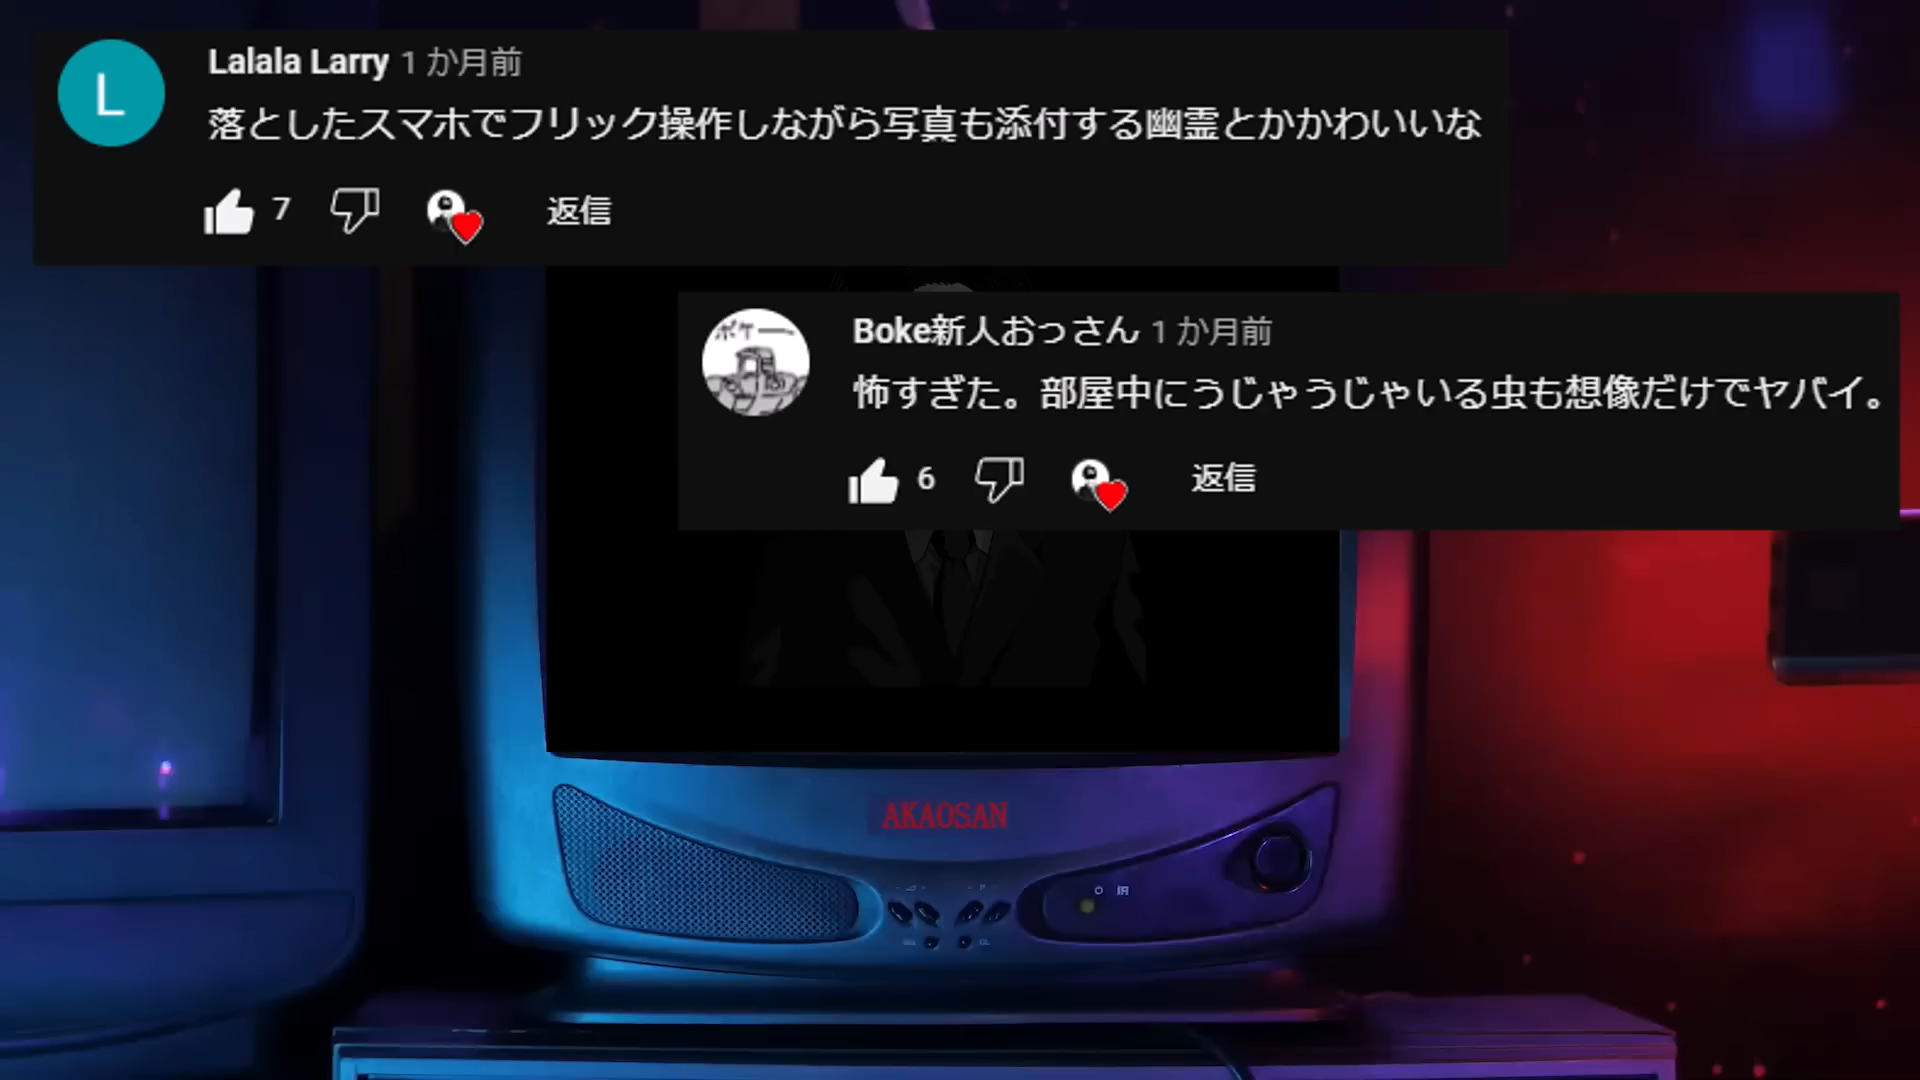 Lalala Larry 1 か月前
落としたスマホでフリック操作しながら写真も添付する幽霊とかかわいいな
7 返信
L
ポケー
Boke新人おっさん 1 か月前
怖すぎた。部屋中にうじゃうじゃいる虫も想像だけでヤバイ。
6 返信
AKAOSAN